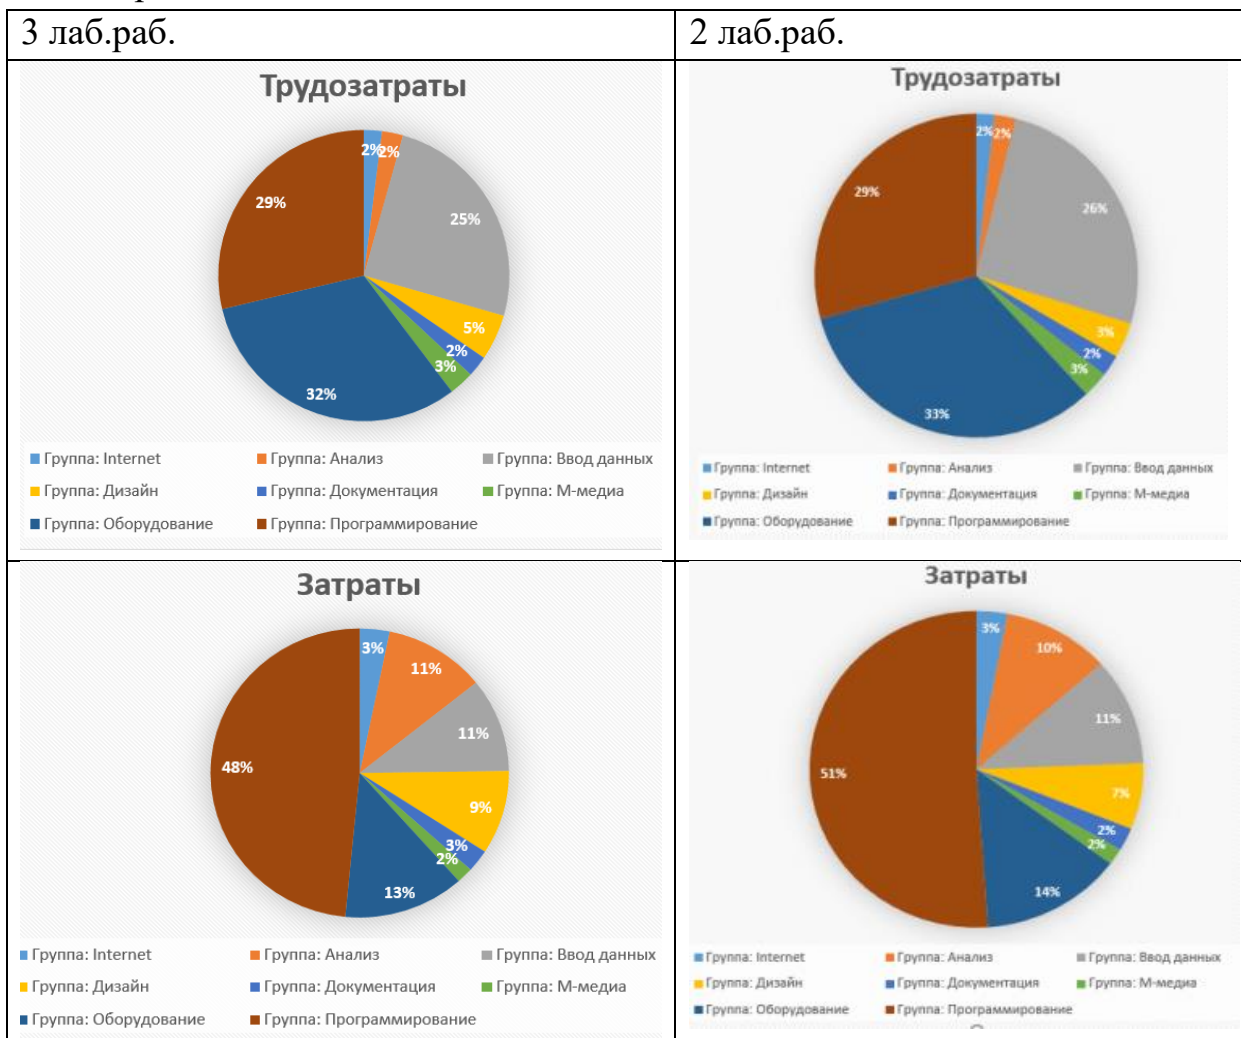 3 лаб.раб.
2 лаб.раб.
Трудозатраты
2%
2%
25%
5%
2%
3%
32%
29%
Группа: Internet Группа: Анализ Группа: Ввод данных
Группа: Дизайн Группа: Документация Группа: М-медиа
Группа: Оборудование Группа: Программирование
Трудозатраты
2%
2%
26%
3%
2%
3%
33%
29%
Группа: Internet Группа: Анализ Группа: Ввод данных
Группа: Дизайн Группа: Документация Группа: М-медиа
Группа: Оборудование Группа: Программирование
Затраты
3%
11%
11%
9%
3%
2%
13%
48%
Группа: Internet Группа: Анализ Группа: Ввод данных
Группа: Дизайн Группа: Документация Группа: М-медиа
Группа: Оборудование Группа: Программирование
Затраты
3%
10%
11%
7%
2%
2%
14%
51%
Группа: Internet Группа: Анализ Группа: Ввод данных
Группа: Дизайн Группа: Документация Группа: М-медиа
Группа: Оборудование Группа: Программирование